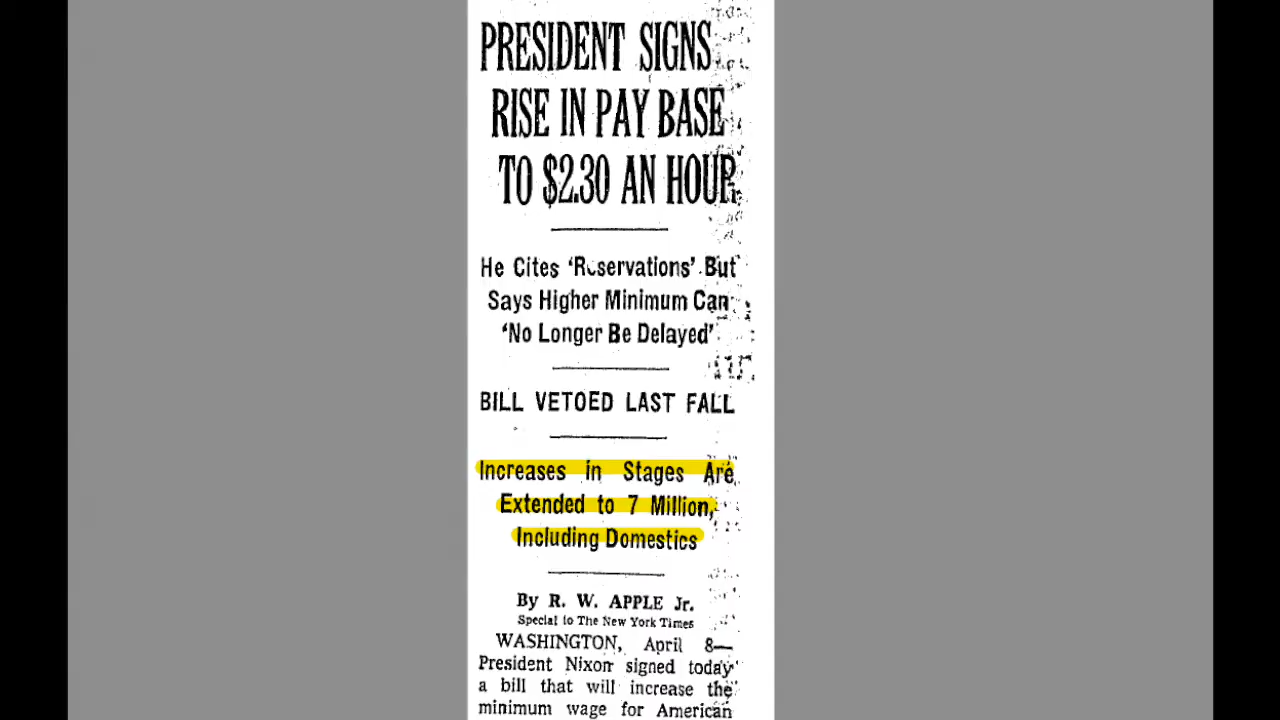 PRESIDENT SIGNS
RISE IN PAY BASE
TO $2.30 AN HOUR
He Cites 'Reservations' But
Says Higher Minimum Can
'No Longer Be Delayed'
BILL VETOED LAST FALL
Increases in Stages Are
Extended to 7 Million,
Including Domestics
By R. W. APPLE Jr.
Special to The New York Times
WASHINGTON, April 8—
President Nixon signed today
a bill that will increase the
minimum wage for American